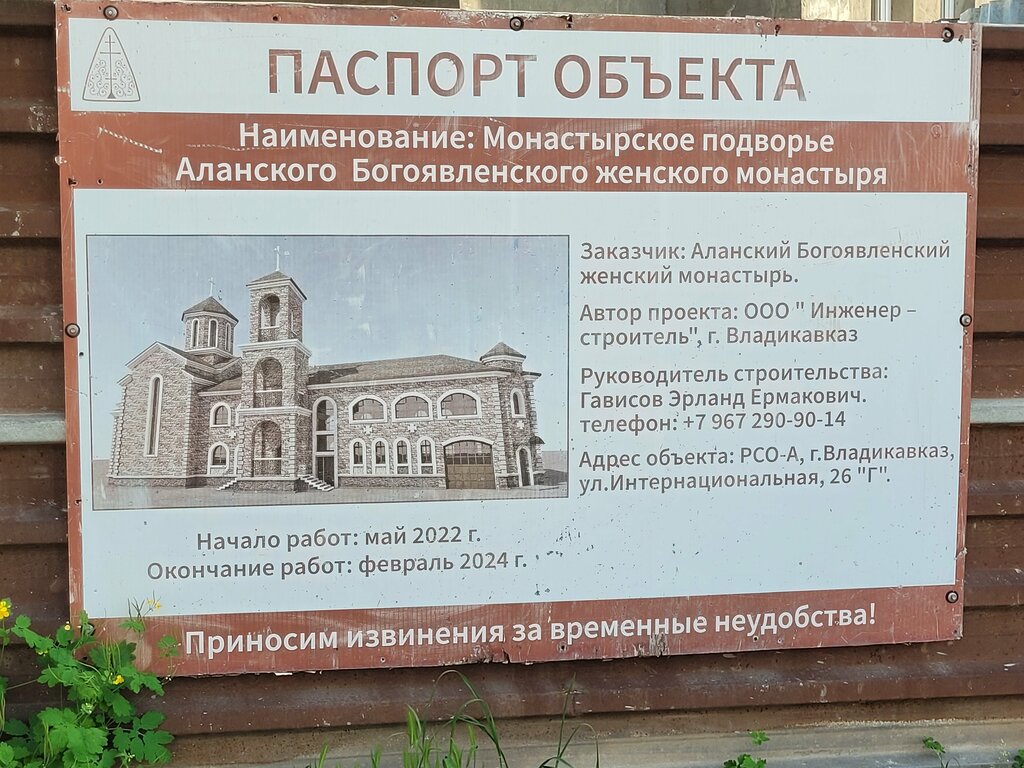 ПАСПОРТ ОБЪЕКТА
Наименование: Монастырское подворье
Аланского Богоявленского женского монастыря
Заказчик: Аланский Богоявленский
женский монастырь.
Автор проекта: ООО " Инженер –
строитель", г. Владикавказ
Руководитель строительства:
Гависов Эрланд Ермакович.
телефон: +7 967 290-90-14
Адрес объекта: РСО-А, г.Владикавказ,
ул.Интернациональная, 26 "Г".
Начало работ: май 2022 г.
Окончание работ: февраль 2024 г.
Приносим извинения за временные неудобства!